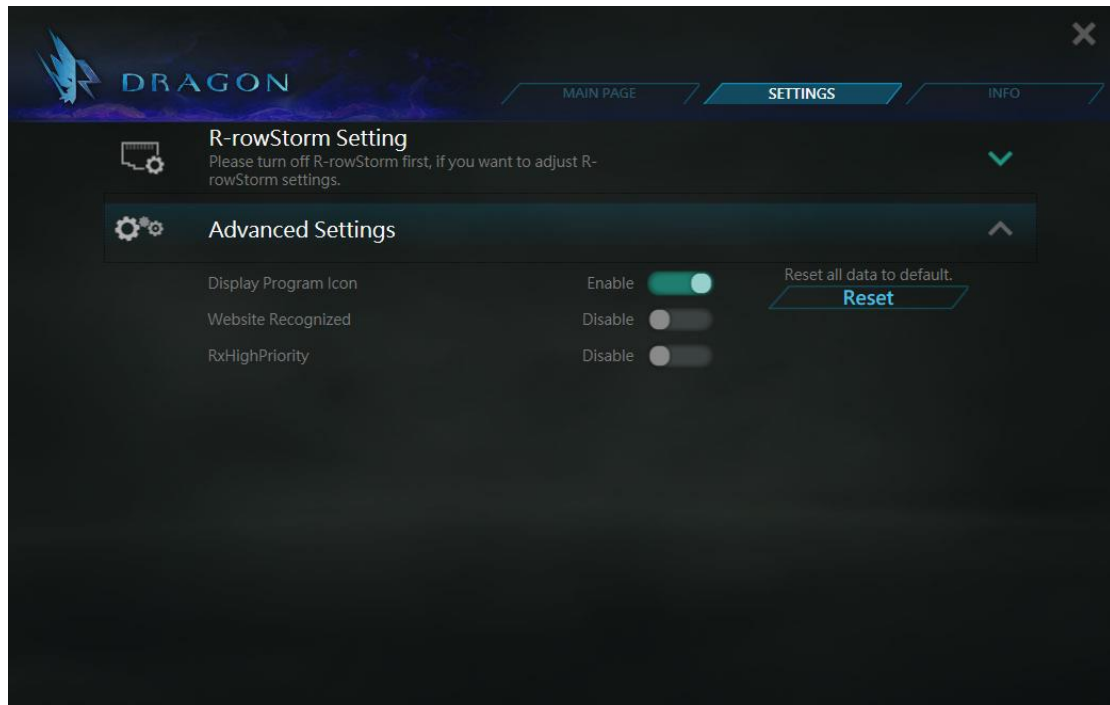 DRAGON
MAIN PAGE
SETTINGS
INFO
R-rowStorm Setting
Please turn off R-rowStorm first, if you want to adjust R-
rowStorm settings.
Advanced Settings
Display Program Icon
Enable
Reset all data to default.
Reset
Website Recognized
Disable
RxHighPriority
Disable